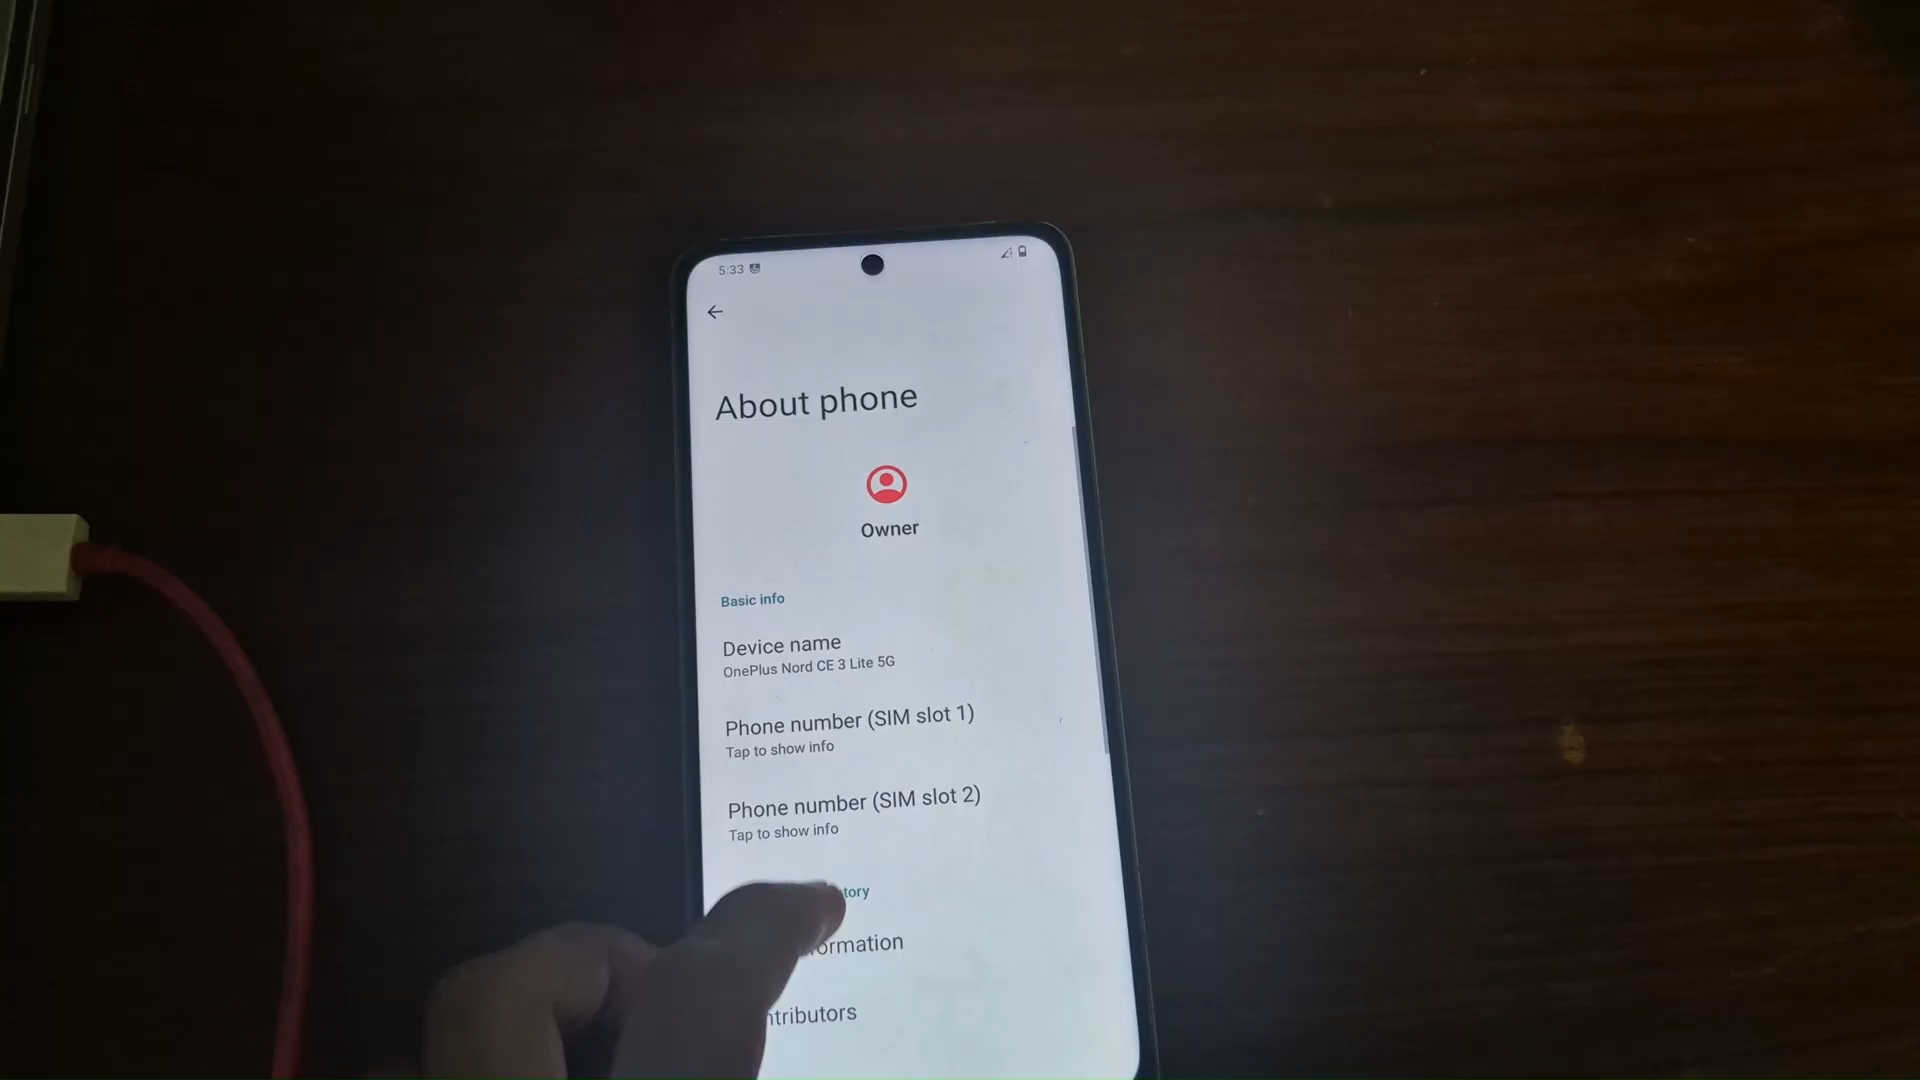 5:33
About phone
Owner
Basic info
Device name
OnePlus Nord CE 3 Lite 5G
Phone number (SIM slot 1)
Tap to show info
Phone number (SIM slot 2)
Tap to show info